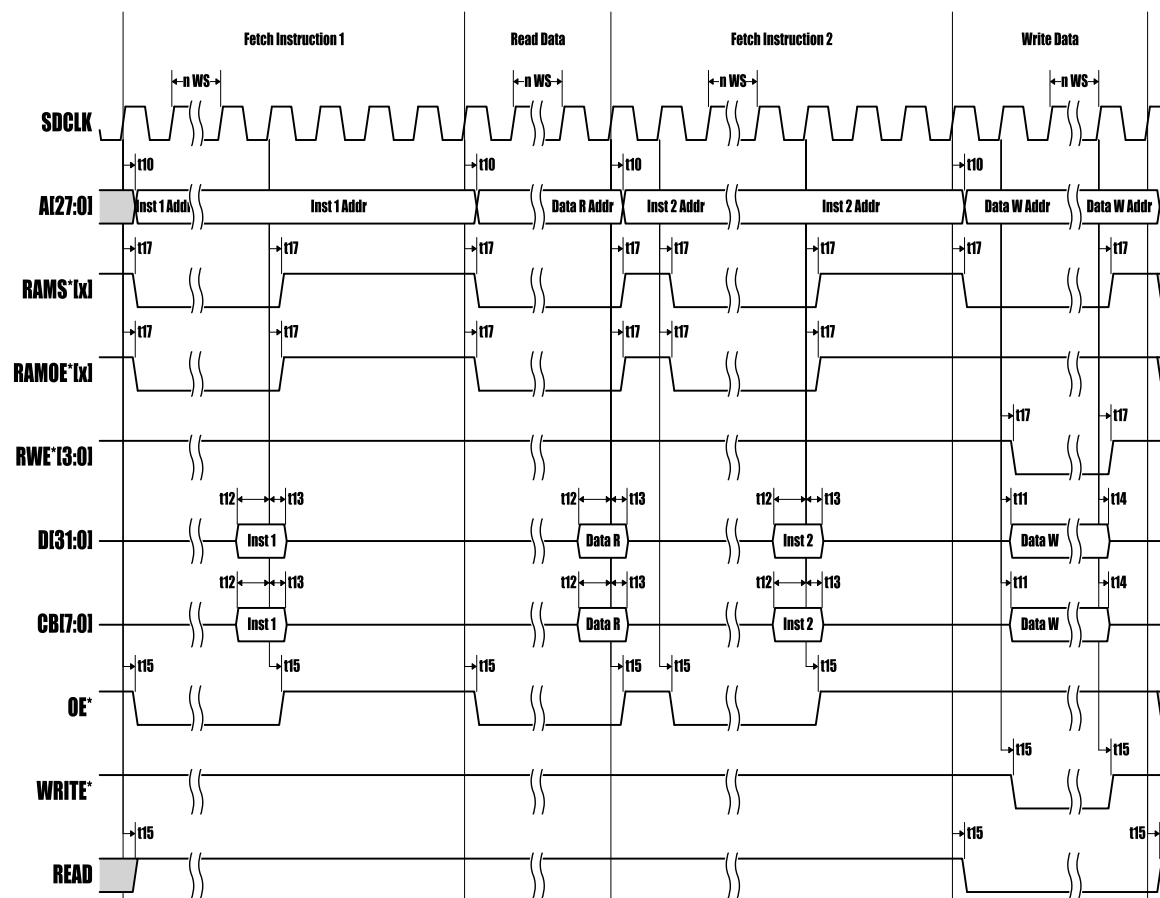 Fetch Instruction 1 Read Data Fetch Instruction 2 Write Data
n WS n WS n WS n WS
SDCLK
t10 t10 t10 t10
A[27:0] Inst 1 Addr Inst 1 Addr Data R Addr Inst 2 Addr Inst 2 Addr Data W Addr Data W Addr
t17 t17 t17 t17 t17 t17 t17 t17
RAMS*[x]
t17 t17 t17 t17 t17 t17
RAMOE*[x]
t17 t17
RWE*[3:0]
t12 t13 t12 t13 t12 t13 t11 t14
D[31:0] Inst 1 Data R Inst 2 Data W
t12 t13 t12 t13 t12 t13 t11 t14
CB[7:0] Inst 1 Data R Inst 2 Data W
t15 t15 t15 t15 t15 t15
OE*
t15 t15
WRITE*
t15 t15 t15
READ